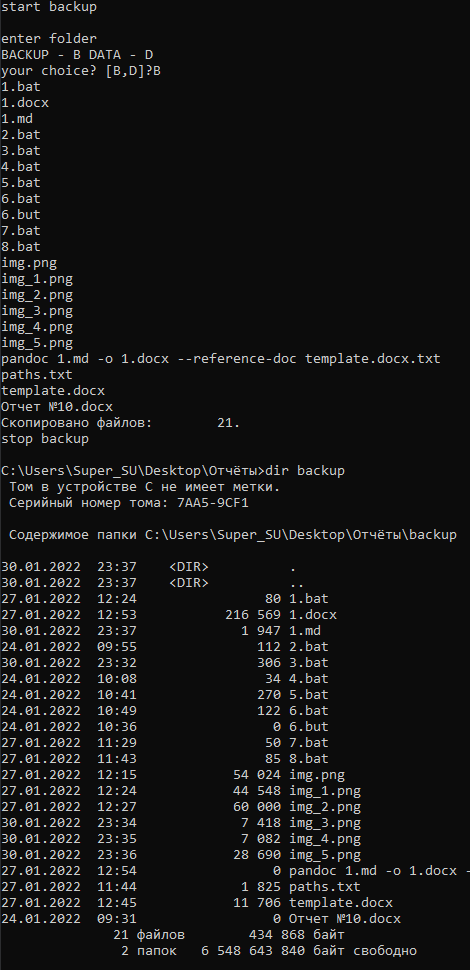 start backup
enter folder
BACKUP - B DATA - D
your choice? [B,D]?B
1.bat
1.docx
1.md
2.bat
3.bat
4.bat
5.bat
6.bat
6.but
7.bat
8.bat
img.png
img_1.png
img_2.png
img_3.png
img_4.png
img_5.png
pandoc 1.md -o 1.docx --reference-doc template.docx.txt
paths.txt
template.docx
Отчет №10.docx
Скопировано файлов:        21.
stop backup
C:\Users\Super_SU\Desktop\Отчёты>dir backup
 Том в устройстве C не имеет метки.
 Серийный номер тома: 7AA5-9CF1
 Содержимое папки C:\Users\Super_SU\Desktop\Отчёты\backup
30.01.2022  23:37    <DIR>          .
30.01.2022  23:37    <DIR>          ..
27.01.2022  12:24                80 1.bat
27.01.2022  12:53           216 569 1.docx
30.01.2022  23:37             1 947 1.md
24.01.2022  09:55               112 2.bat
30.01.2022  23:32               306 3.bat
24.01.2022  10:08                34 4.bat
24.01.2022  10:41               270 5.bat
24.01.2022  10:49               122 6.bat
24.01.2022  10:36                 0 6.but
27.01.2022  11:29                50 7.bat
27.01.2022  11:43                85 8.bat
27.01.2022  12:15            54 024 img.png
27.01.2022  12:24            44 548 img_1.png
27.01.2022  12:27            60 000 img_2.png
30.01.2022  23:34             7 418 img_3.png
30.01.2022  23:35             7 082 img_4.png
30.01.2022  23:36            28 690 img_5.png
27.01.2022  12:54                 0 pandoc 1.md -o 1.docx -
27.01.2022  11:44             1 825 paths.txt
27.01.2022  12:45            11 706 template.docx
24.01.2022  09:31                 0 Отчет №10.docx
              21 файлов        434 868 байт
               2 папок   6 548 643 840 байт свободно